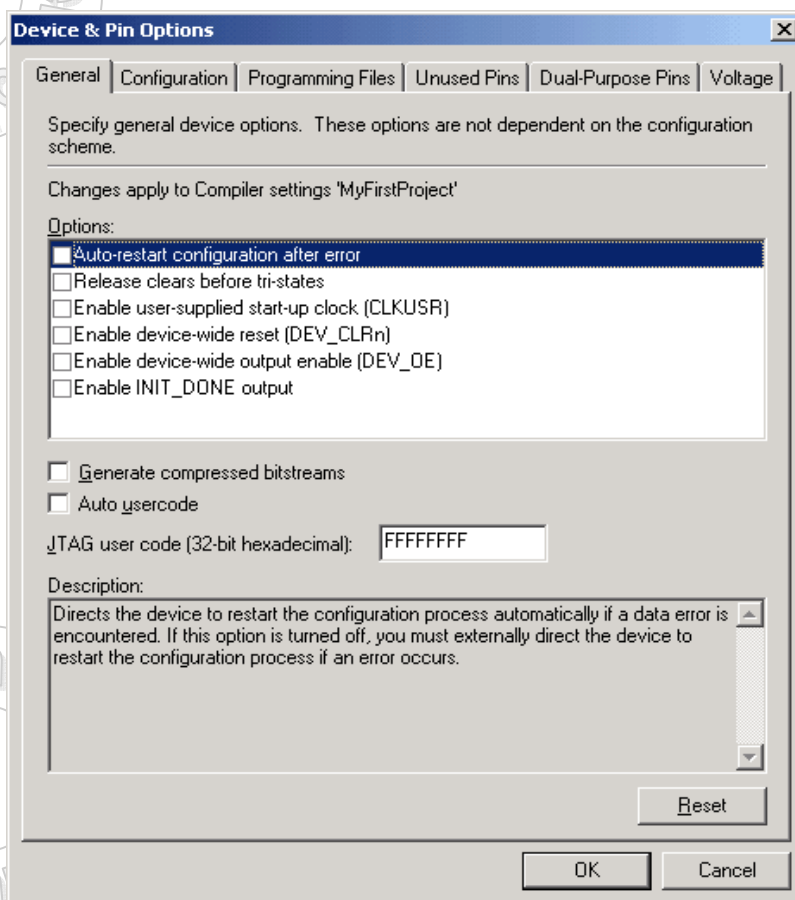 Device & Pin Options
General
Configuration
Programming Files
Unused Pins
Dual-Purpose Pins
Voltage
Specify general device options. These options are not dependent on the configuration
scheme.
Changes apply to Compiler settings 'MyFirstProject'
Options:
Auto-restart configuration after error
Release clears before tri-states
Enable user-supplied start-up clock (CLKUSR)
Enable device-wide reset (DEV_CLRn)
Enable device-wide output enable (DEV_OE)
Enable INIT_DONE output
Generate compressed bitstreams
Auto usercode
JTAG user code (32-bit hexadecimal):
FFFFFFFF
Description:
Directs the device to restart the configuration process automatically if a data error is
encountered. If this option is turned off, you must externally direct the device to
restart the configuration process if an error occurs.
Reset
OK
Cancel